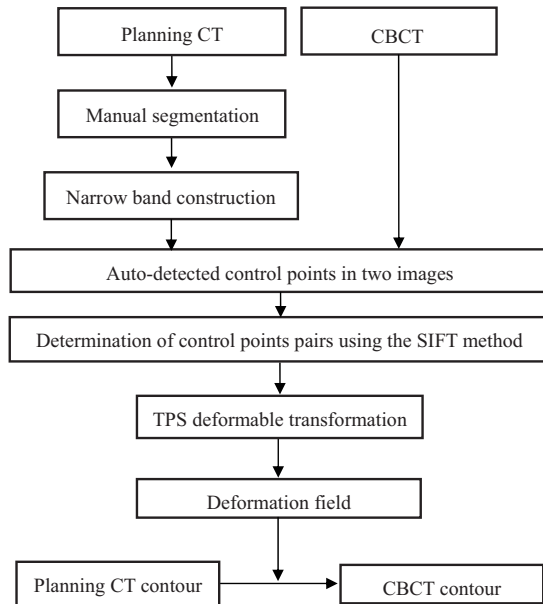 Planning CT
CBCT
Manual segmentation
Narrow band construction
Auto-detected control points in two images
Determination of control points pairs using the SIFT method
TPS deformable transformation
Deformation field
Planning CT contour
CBCT contour